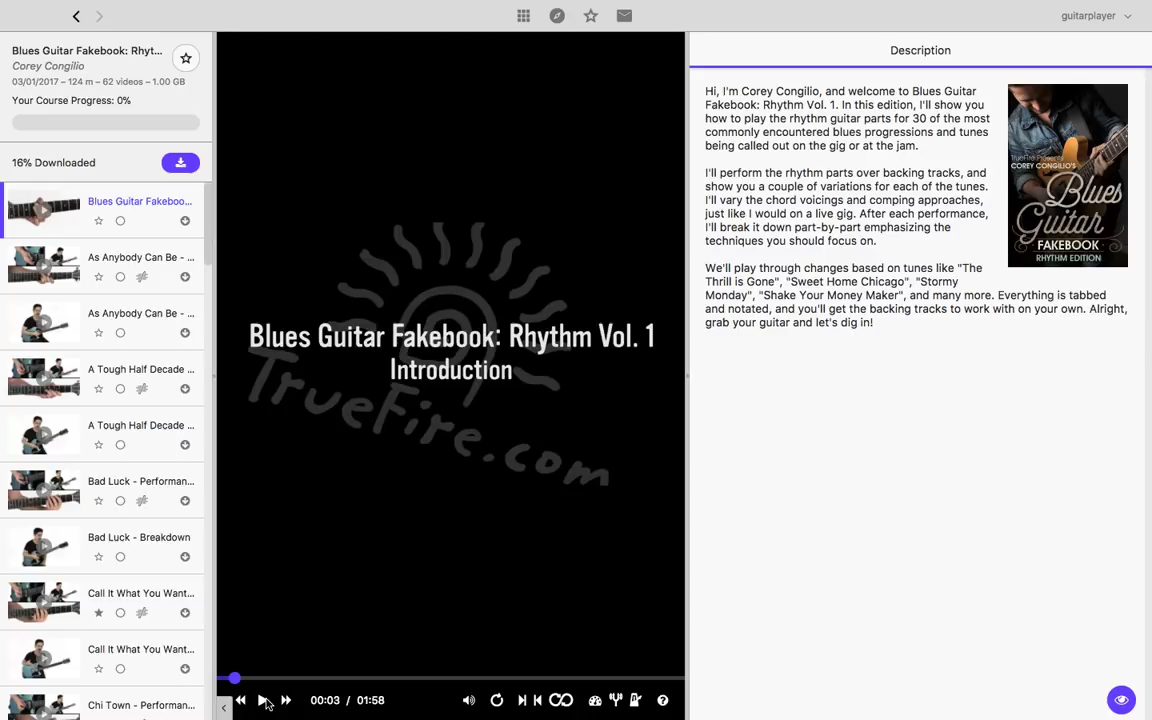 guitarplayer
Blues Guitar Fakebook: Rhyt...
Corey Congilio
03/01/2017 – 124 m – 62 videos – 1.00 GB
Your Course Progress: 0%
16% Downloaded
Blues Guitar Fakeboo...
As Anybody Can Be - ...
As Anybody Can Be - ...
A Tough Half Decade ...
A Tough Half Decade ...
Bad Luck - Performan...
Bad Luck - Breakdown
Call It What You Want...
Call It What You Want...
Chi Town - Performan...
Blues Guitar Fakebook: Rhythm Vol. 1
Introduction
TrueFire.com
00:03 / 01:58
Description
Hi, I'm Corey Congilio, and welcome to Blues Guitar
Fakebook: Rhythm Vol. 1. In this edition, I'll show you
how to play the rhythm guitar parts for 30 of the most
commonly encountered blues progressions and tunes
being called out on the gig or at the jam.
I'll perform the rhythm parts over backing tracks, and
show you a couple of variations for each of the tunes.
I'll vary the chord voicings and comping approaches,
just like I would on a live gig. After each performance,
I'll break it down part-by-part emphasizing the
techniques you should focus on.
We'll play through changes based on tunes like "The
Thrill is Gone", "Sweet Home Chicago", "Stormy
Monday", "Shake Your Money Maker", and many more. Everything is tabbed
and notated, and you'll get the backing tracks to work with on your own. Alright,
grab your guitar and let's dig in!
TrueFire Presents
COREY CONGILIO'S
Blues
Guitar
FAKEBOOK
RHYTHM EDITION